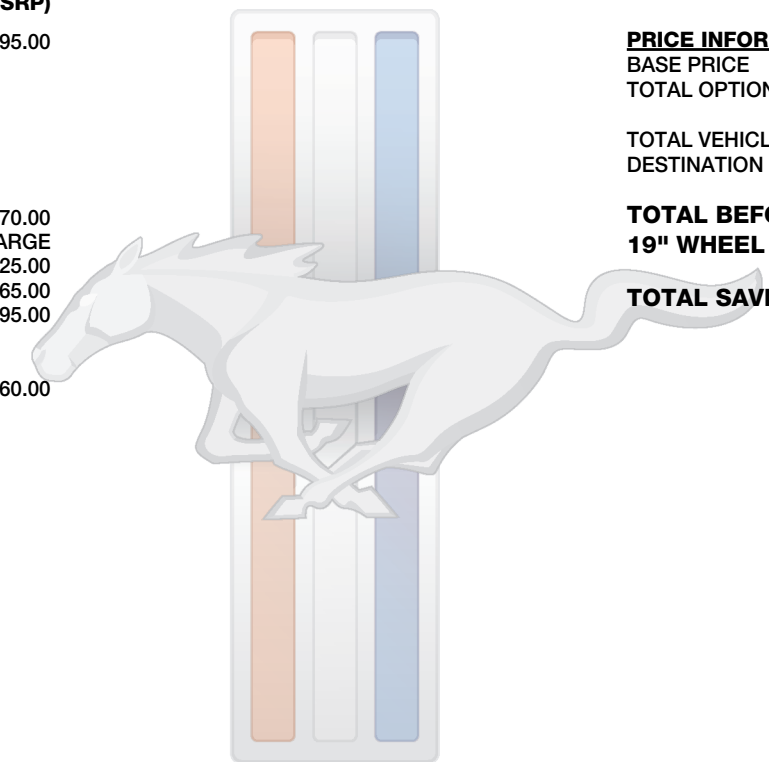 SRP)
95.00
70.00
ARGE
25.00
65.00
95.00
60.00
PRICE INFOR
BASE PRICE
TOTAL OPTION
TOTAL VEHICL
DESTINATION
TOTAL BEFO
19" WHEEL
TOTAL SAVI